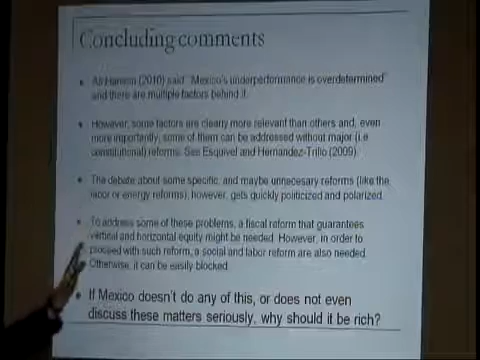 Concluding comments
• As Hanson (2010) said "Mexico's underperformance is overdetermined"
and there are multiple factors behind it.
• However, some factors are clearly more relevant than others and, even
more importantly, some of them can be addressed without major (i.e
constitutional) reforms. See Esquivel and Hernandez-Trillo (2009).
• The debate about some specific, and maybe unnecesary reforms (like the
labor or energy reforms), however, gets quickly politicized and polarized.
• To address some of these problems, a fiscal reform that guarantees
vertical and horizontal equity might be needed. However, in order to
proceed with such reform, a social and labor reform are also needed.
Otherwise, it can be easily blocked.
• If Mexico doesn't do any of this, or does not even
discuss these matters seriously, why should it be rich?